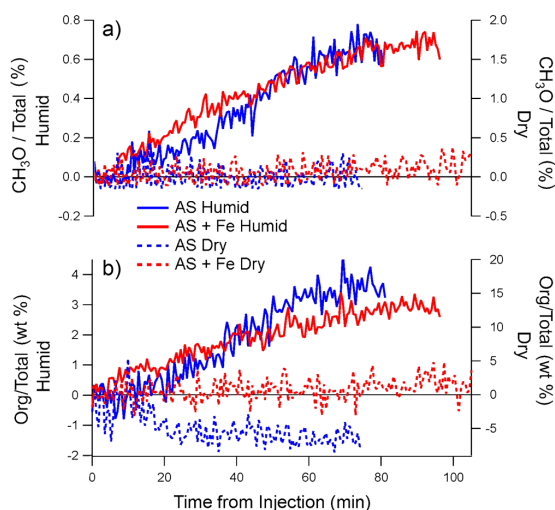 a)
0.8
0.6
0.4
0.2
0.0
-0.2
CH₃O / Total (%)
Humid
2.0
1.5
1.0
0.5
0.0
-0.5
CH₃O / Total (%)
Dry
AS Humid
AS + Fe Humid
AS Dry
AS + Fe Dry
b)
4
3
2
1
0
-1
-2
Org/Total (wt %)
Humid
20
15
10
5
0
-5
Org/Total (wt %)
Dry
0
20
40
60
80
100
Time from Injection (min)